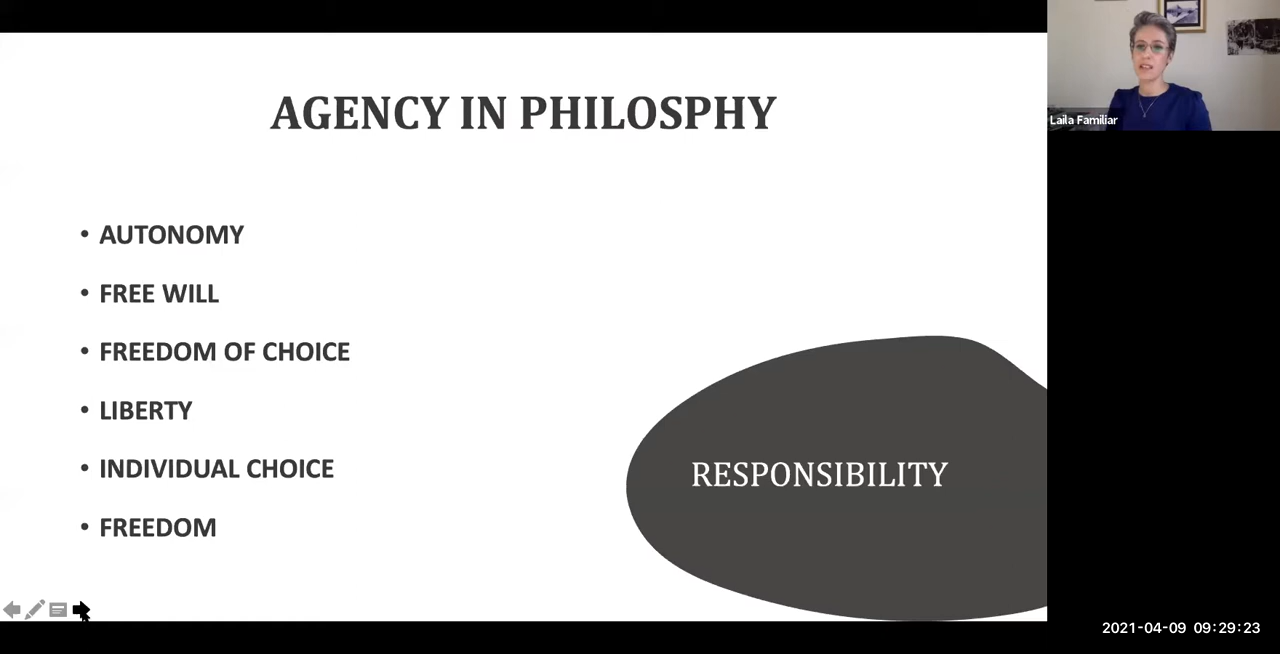 AGENCY IN PHILOSPHY
• AUTONOMY
• FREE WILL
• FREEDOM OF CHOICE
• LIBERTY
• INDIVIDUAL CHOICE
• FREEDOM
RESPONSIBILITY
Laila Familiar
2021-04-09 09:29:23